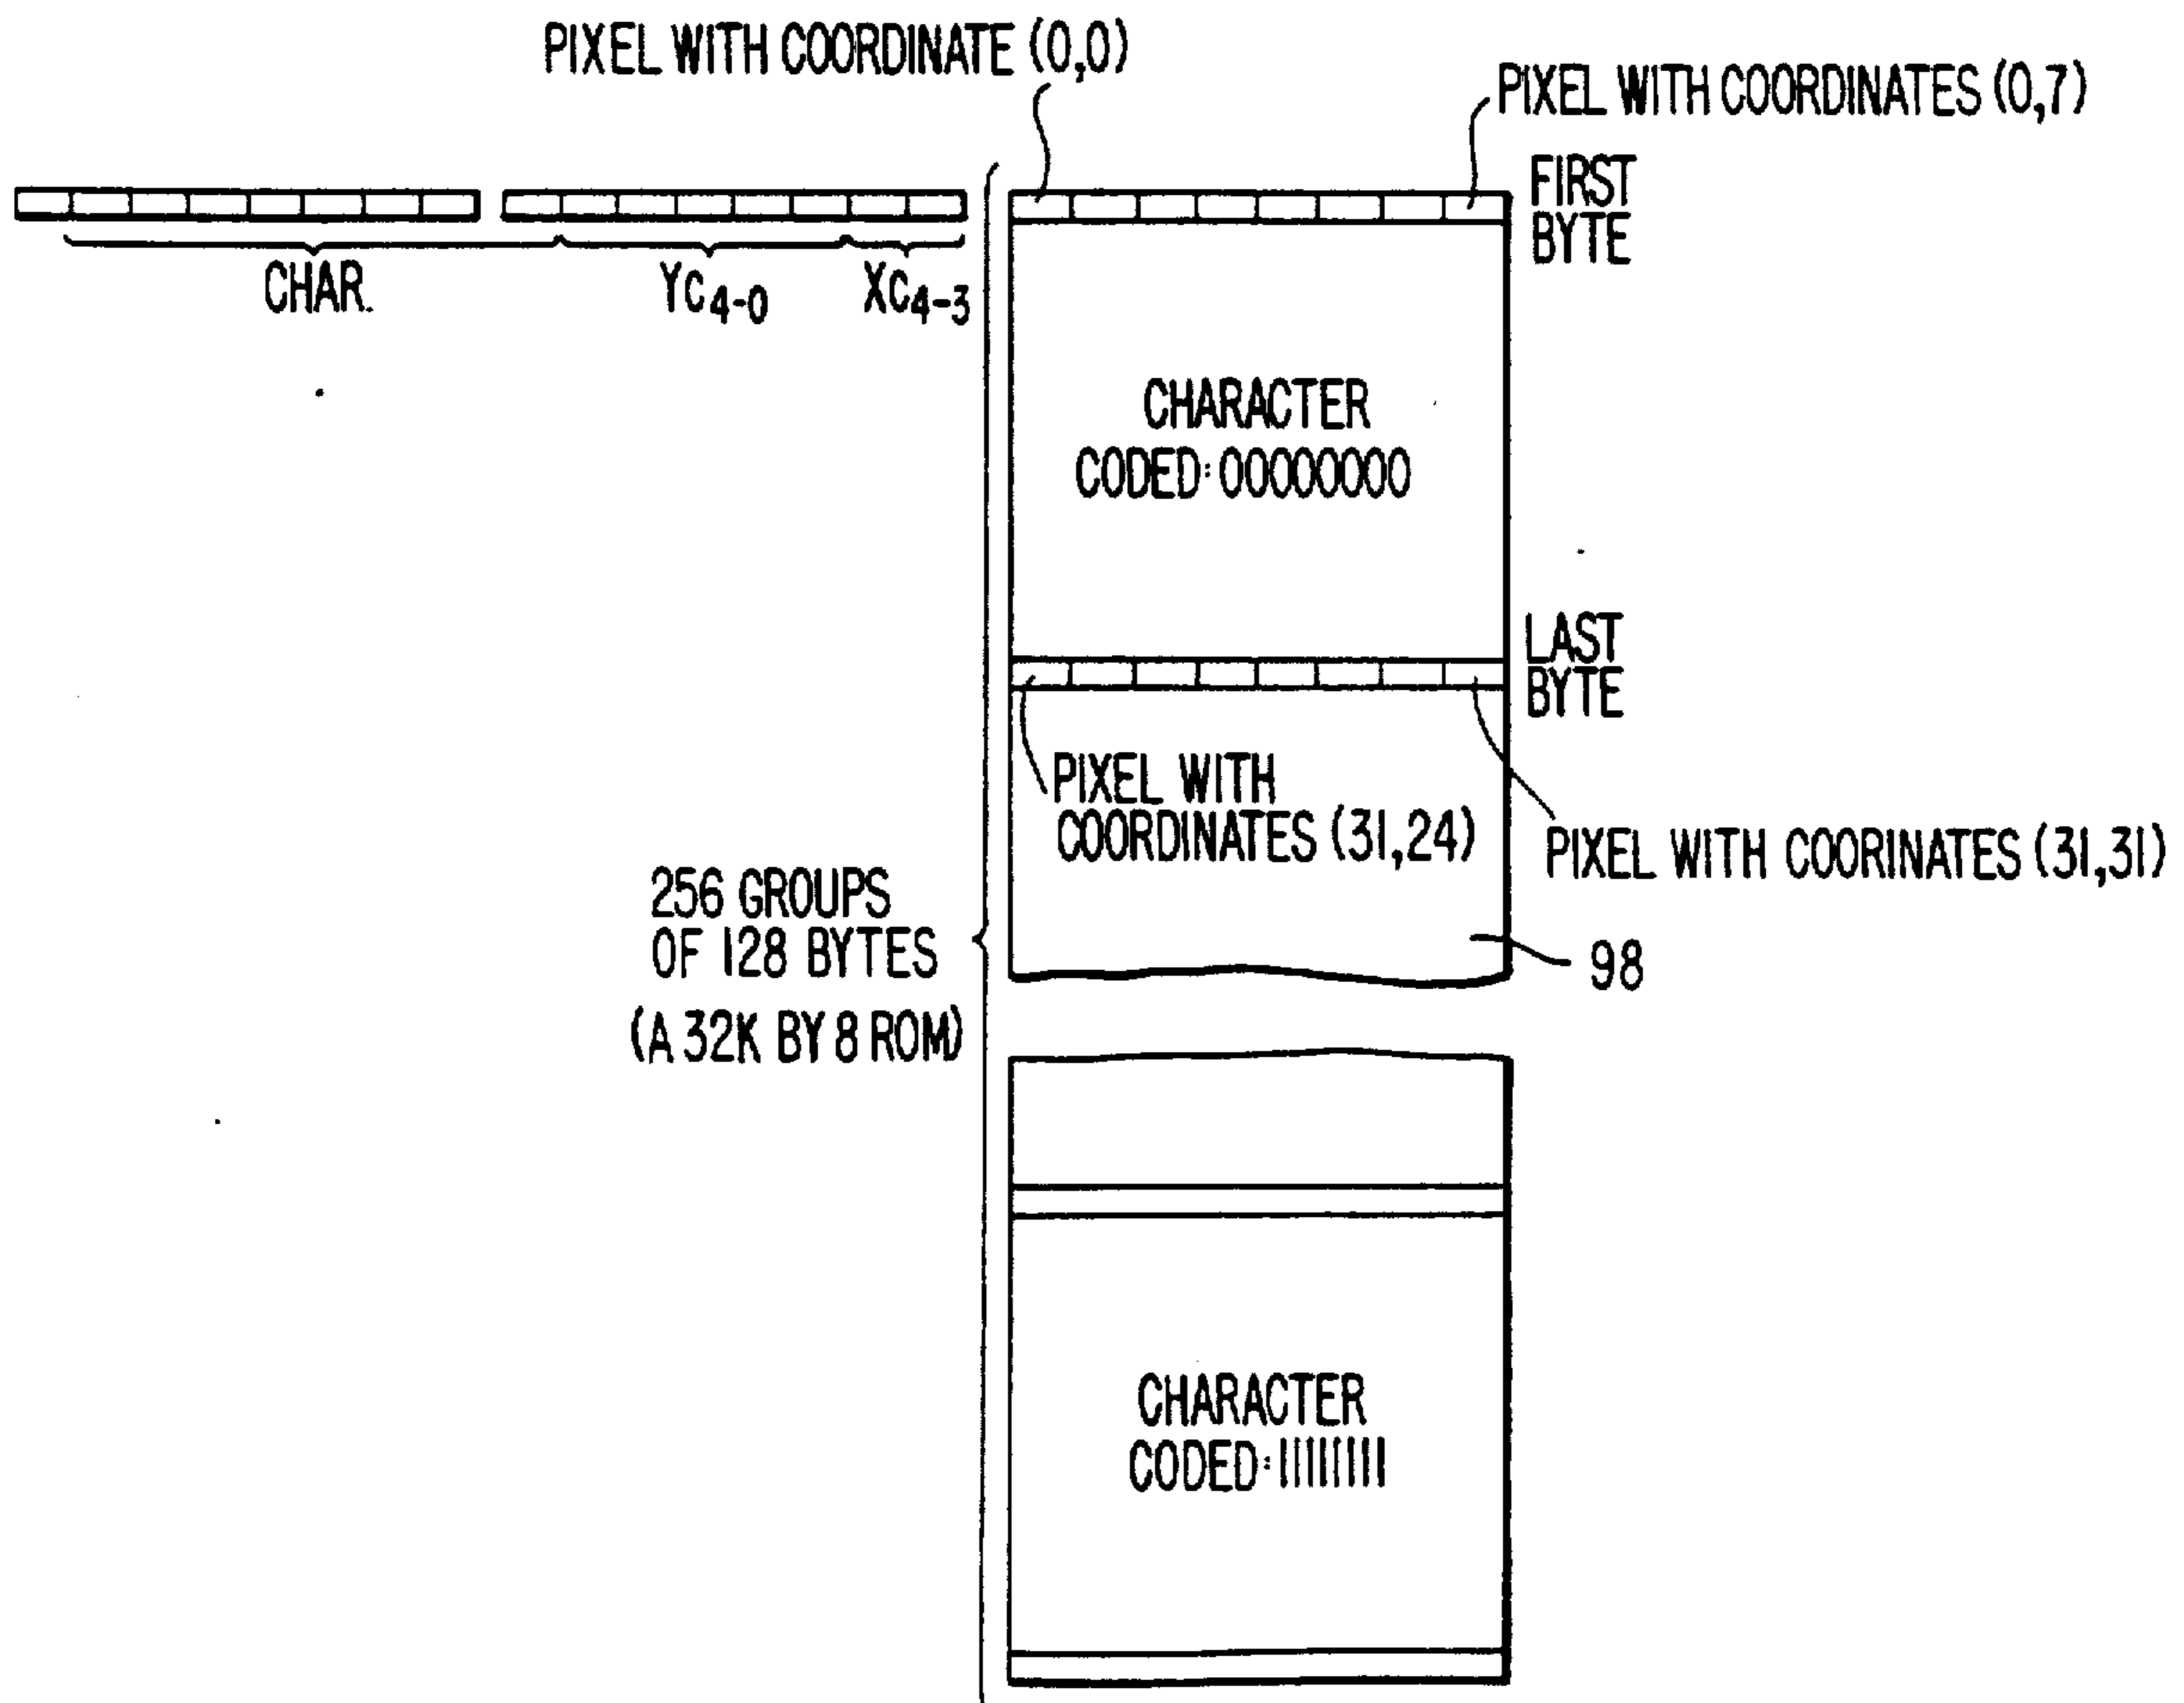 PIXEL WITH COORDINATE (0,0)
PIXEL WITH COORDINATES (0,7)
FIRST
BYTE
CHAR.
Yc4-0
Xc4-3
CHARACTER
CODED: 00000000
LAST
BYTE
PIXEL WITH
COORDINATES (31,24)
PIXEL WITH COORINATES (31,31)
256 GROUPS
OF 128 BYTES
(A 32K BY 8 ROM)
98
CHARACTER
CODED: 11111111